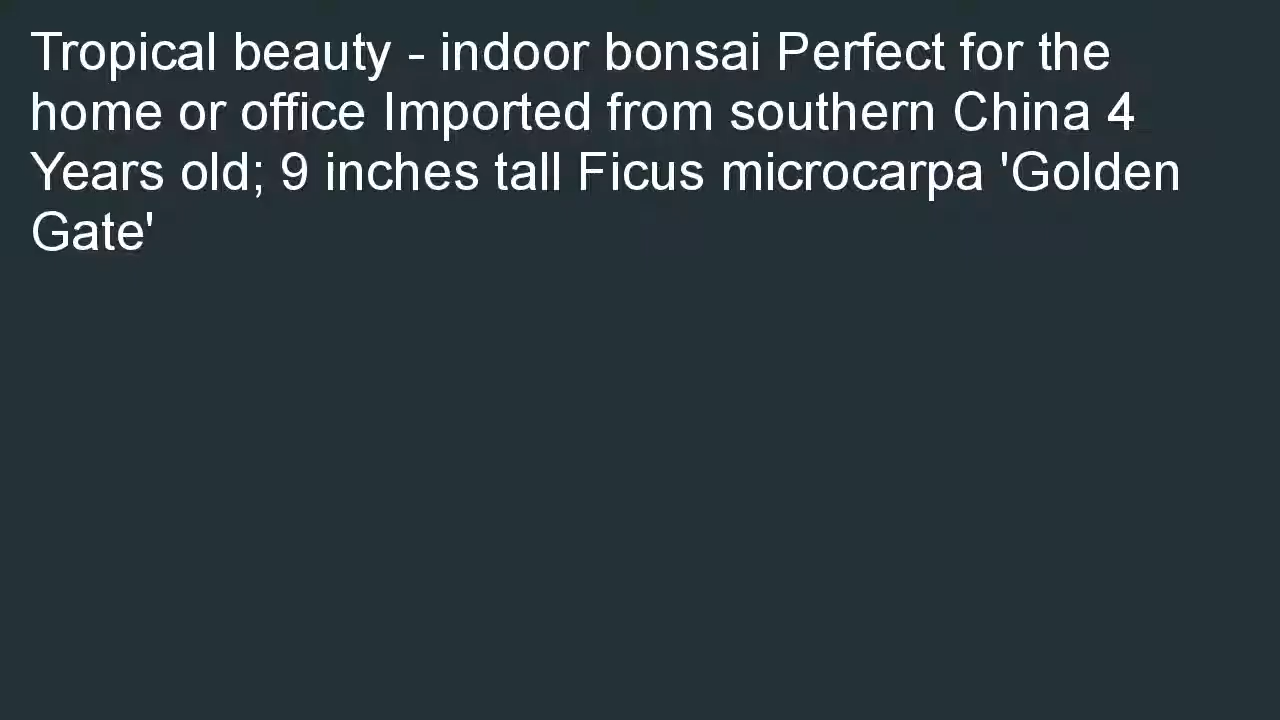 Tropical beauty - indoor bonsai Perfect for the
home or office Imported from southern China 4
Years old; 9 inches tall Ficus microcarpa 'Golden
Gate'